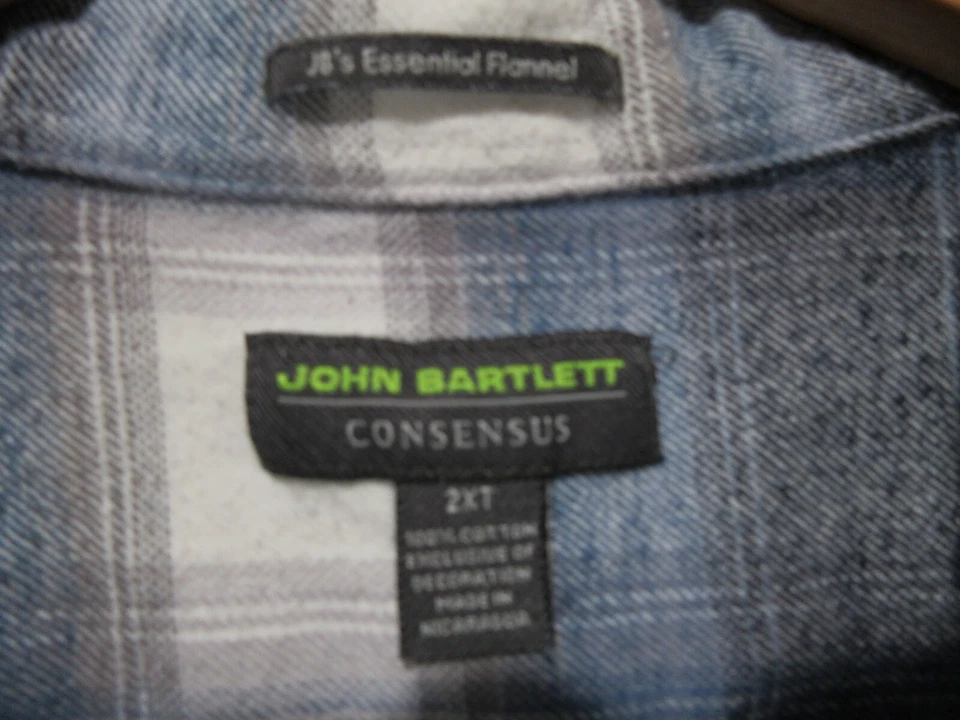 JB's Essential Flannel
JOHN BARTLETT
CONSENSUS
2XT
100% COTTON
EXCLUSIVE OF
DECORATION
MADE IN
NICARAGUA